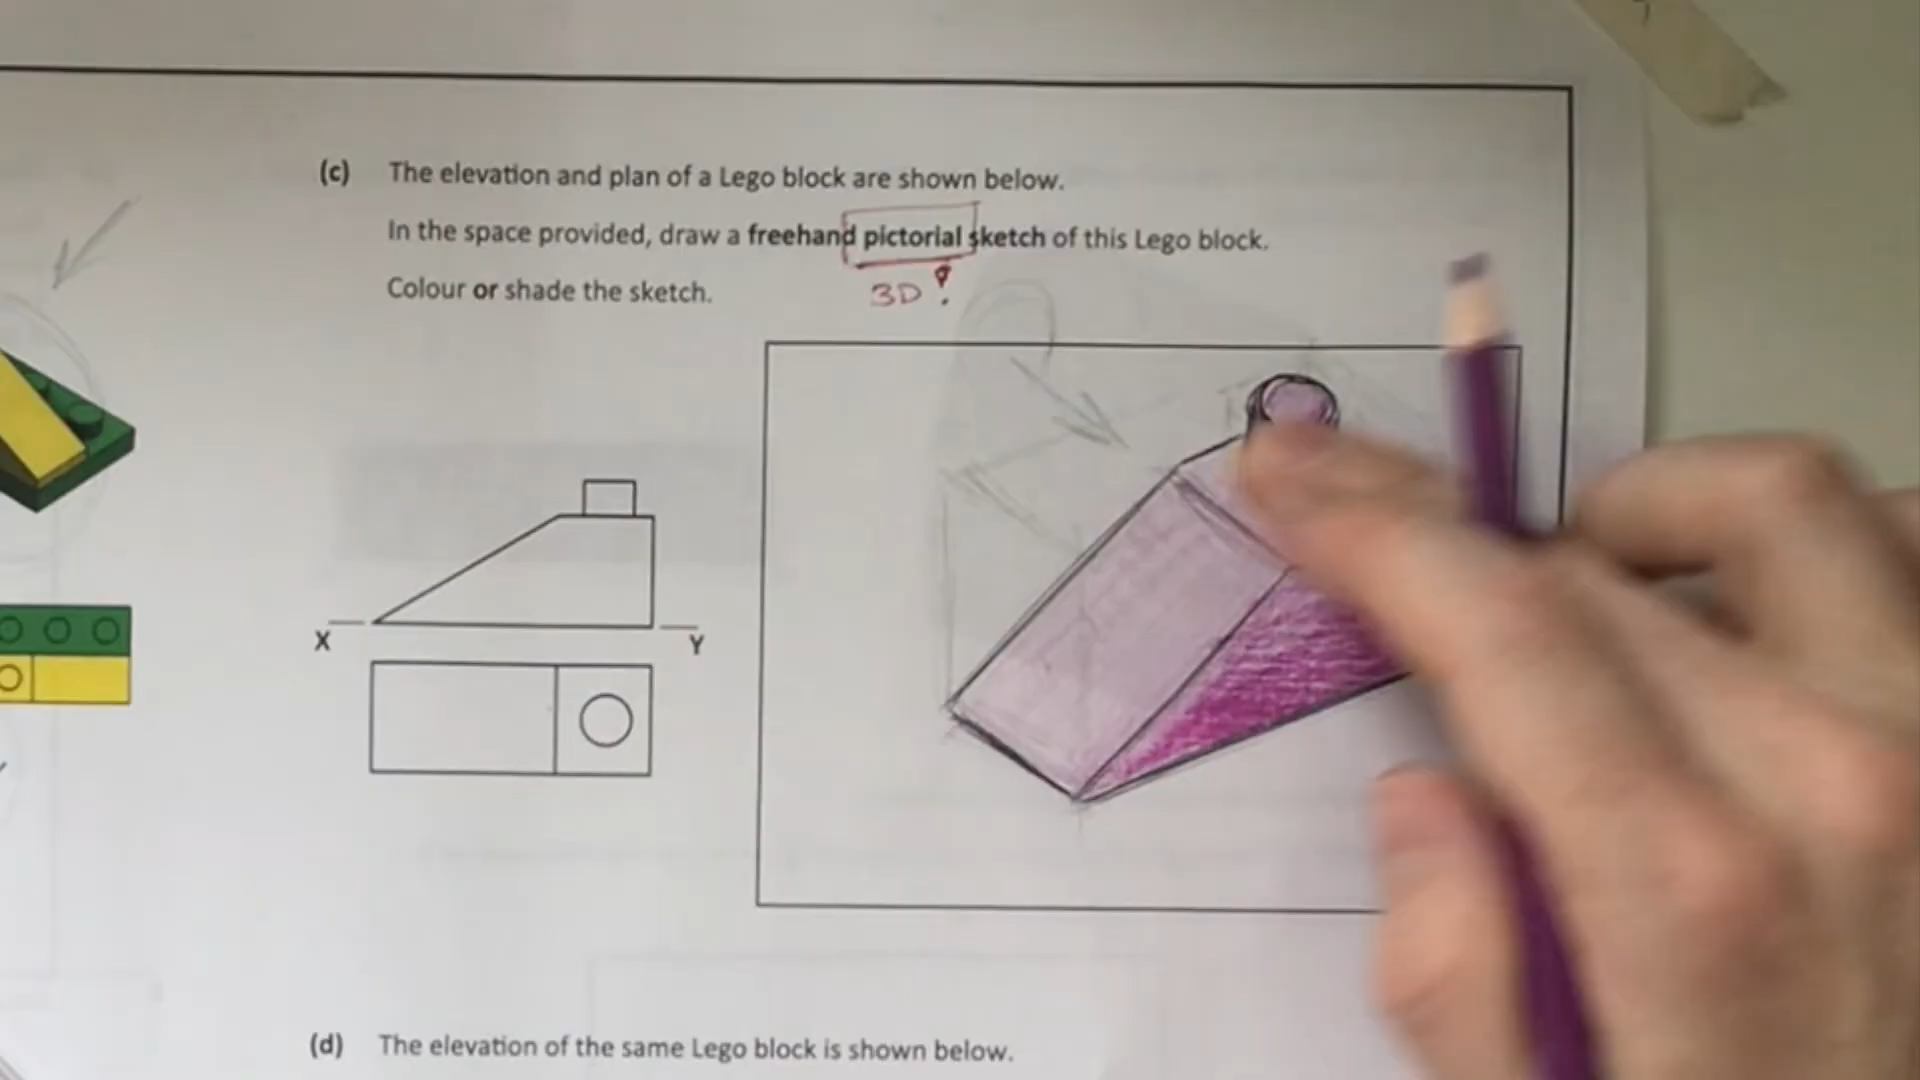 (c) The elevation and plan of a Lego block are shown below.
In the space provided, draw a freehand pictorial sketch of this Lego block.
Colour or shade the sketch.
3D !
X
Y
(d) The elevation of the same Lego block is shown below.